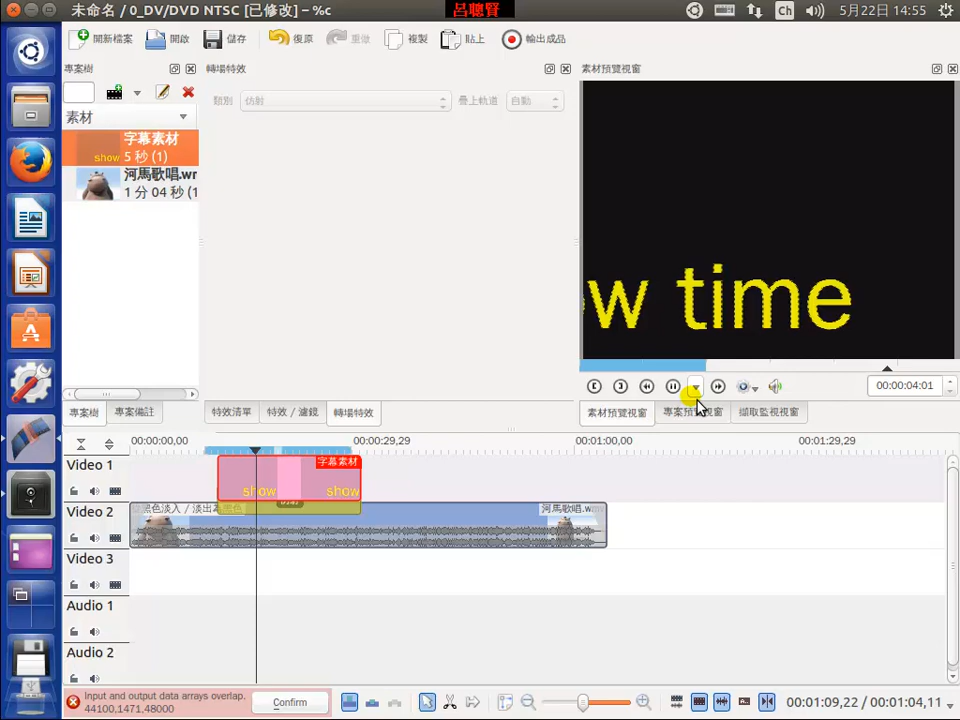 未命名 / 0_DV/DVD NTSC [已修改] – %c
呂聰賢
Ch
5月22日 14:55
開新檔案
開啟
儲存
復原
重做
複製
貼上
輸出成品
專案樹
轉場特效
素材預覽視窗
類別
仿射
疊上軌道
自動
素材
字幕素材
5 秒 (1)
show
河馬歌唱.wr
1 分 04 秒 (1
ow time
00:00:04:01
專案樹
專案備註
特效清單
特效 / 濾鏡
轉場特效
素材預覽視窗
專案預覽視窗
擷取監視視窗
00:00:00,00
00:00:29,29
00:01:00,00
00:01:29,29
Video 1
字幕素材
show
show
Video 2
黑色淡入 / 淡出為黑色
河馬歌唱.wm
Video 3
Audio 1
Audio 2
Input and output data arrays overlap.
44100,1471,48000
Confirm
00:01:09,22 / 00:01:04,11